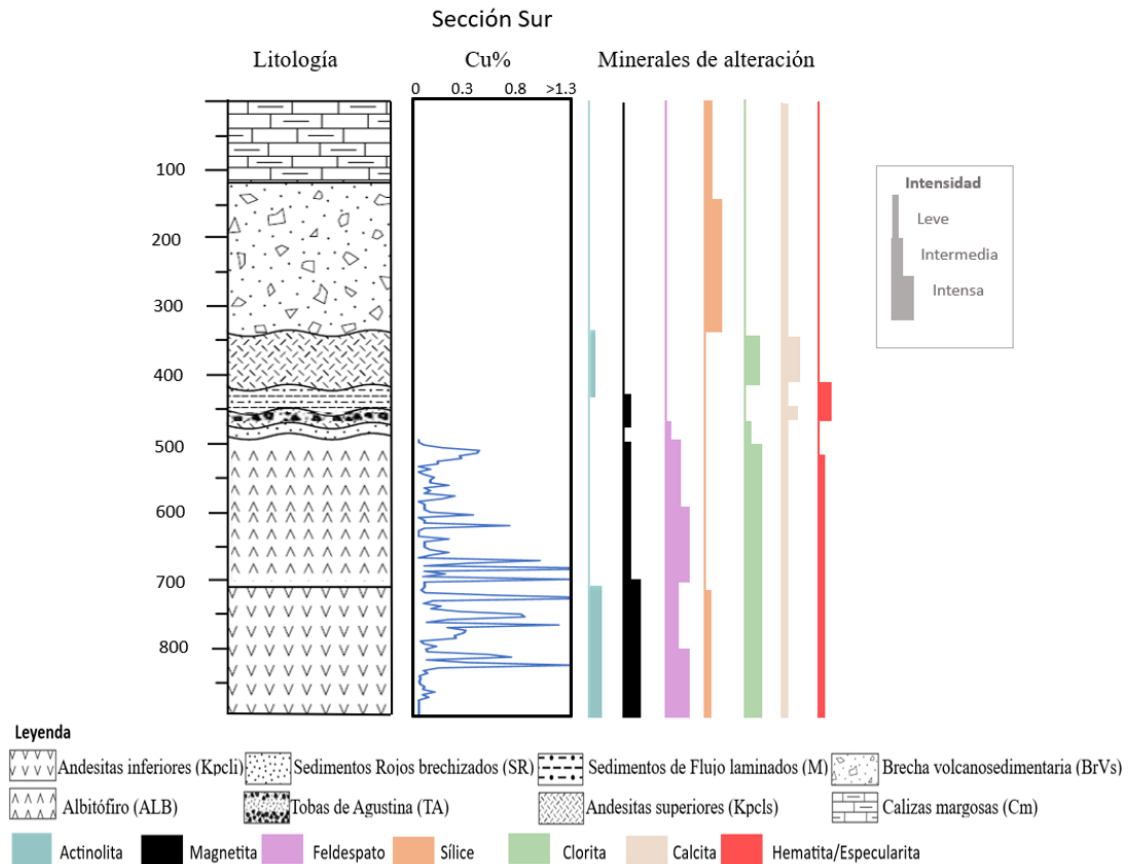 Sección Sur
Litología Cu% Minerales de alteración
0 0.3 0.8 >1.3
100
200
300
400
500
600
700
800
Intensidad
Leve
Intermedia
Intensa
Leyenda
Andesitas inferiores (Kpcli) Sedimentos Rojos brechizados (SR) Sedimentos de Flujo laminados (M) Brecha volcanosedimentaria (BrVs)
Albitófiro (ALB) Tobas de Agustina (TA) Andesitas superiores (Kpcls) Calizas margosas (Cm)
Actinolita Magnetita Feldespato Sílice Clorita Calcita Hematita/Especularita